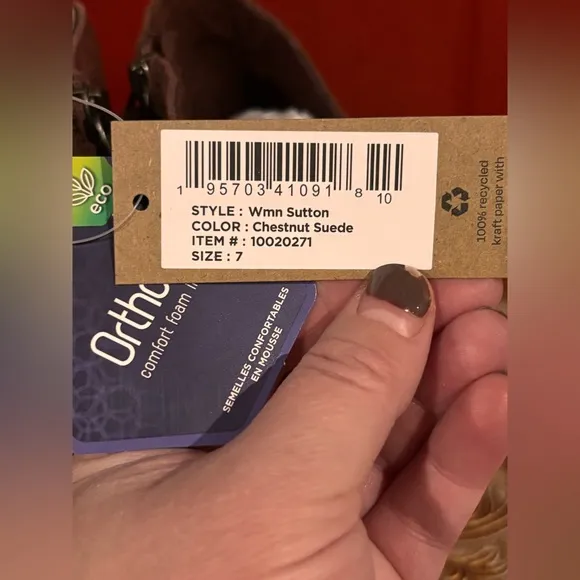 1 95703 41091 8 10
STYLE : Wmn Sutton
COLOR : Chestnut Suede
ITEM # : 10020271
SIZE : 7
100% recycled
kraft paper with
eco
Ortho
comfort foam
SEMELLES CONFORTABLES
EN MOUSSE